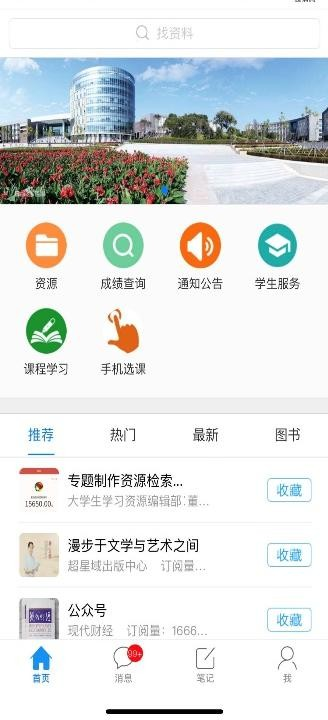 找资料
资源
成绩查询
通知公告
学生服务
课程学习
手机选课
推荐
热门
最新
图书
专题制作资源检索...
大学生学习资源编辑部:董...
收藏
15650.00
漫步于文学与艺术之间
超星域出版中心 订阅量...
收藏
公众号
现代财经 订阅量：1666...
收藏
首页
99+
消息
笔记
我